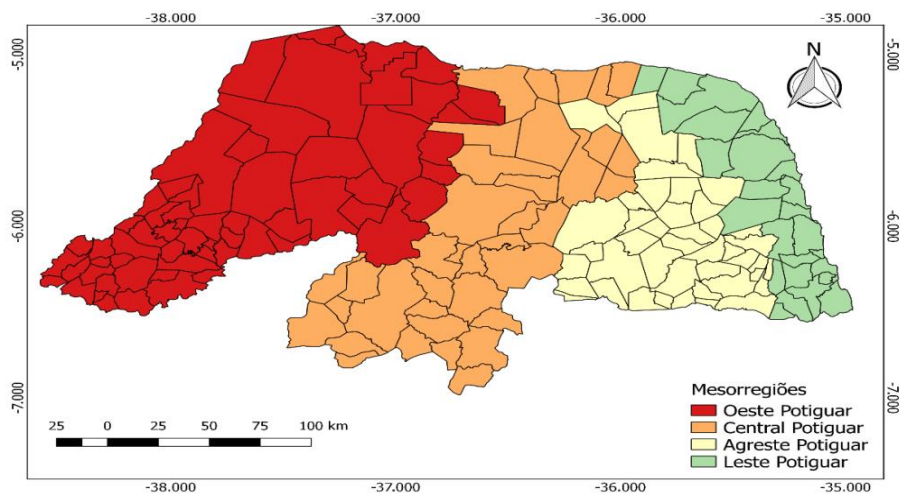 -38.000 -37.000 -36.000 -35.000
-5.000 -5.000
N
-6.000 -6.000
-7.000 -7.000
Mesorregiões
Oeste Potiguar
Central Potiguar
Agreste Potiguar
Leste Potiguar
25 0 25 50 75 100 km
-38.000 -37.000 -36.000 -35.000